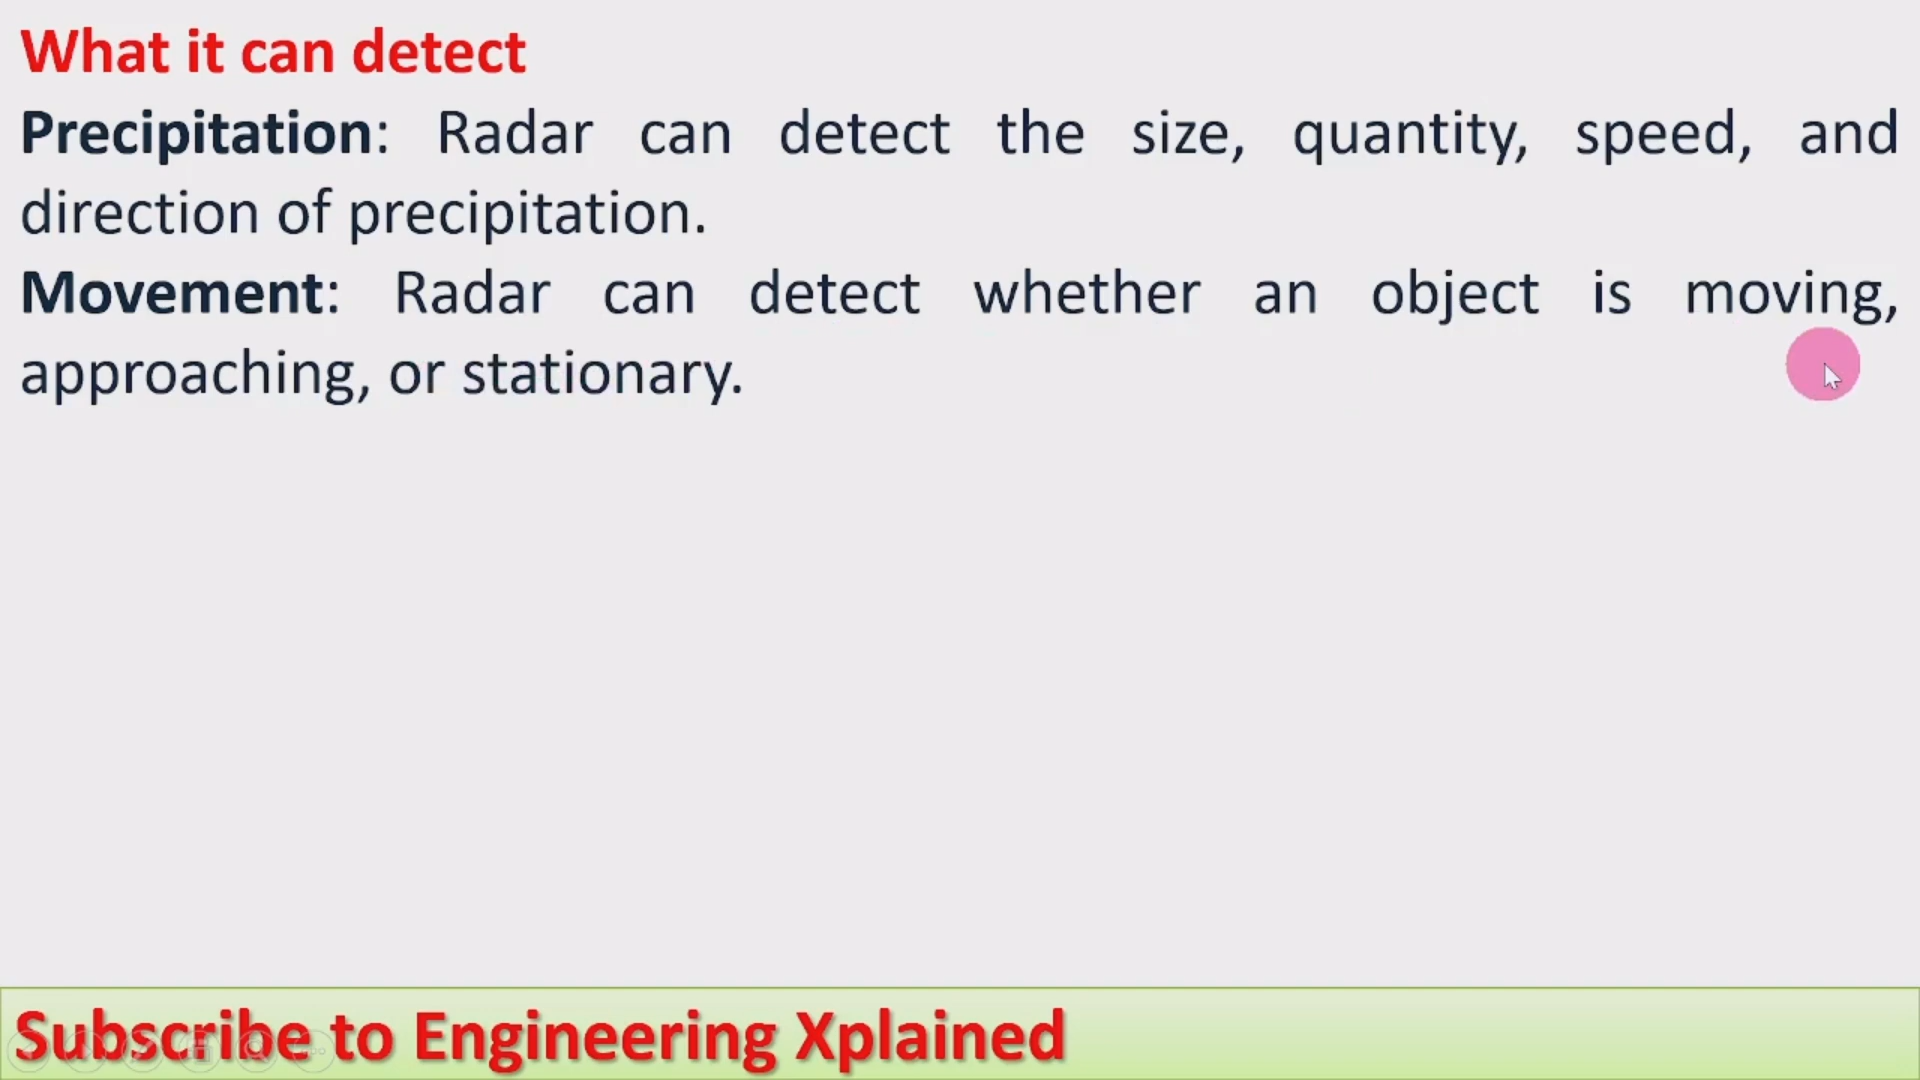 What it can detect
Precipitation: Radar can detect the size, quantity, speed, and
direction of precipitation.
Movement: Radar can detect whether an object is moving,
approaching, or stationary.
Subscribe to Engineering Xplained